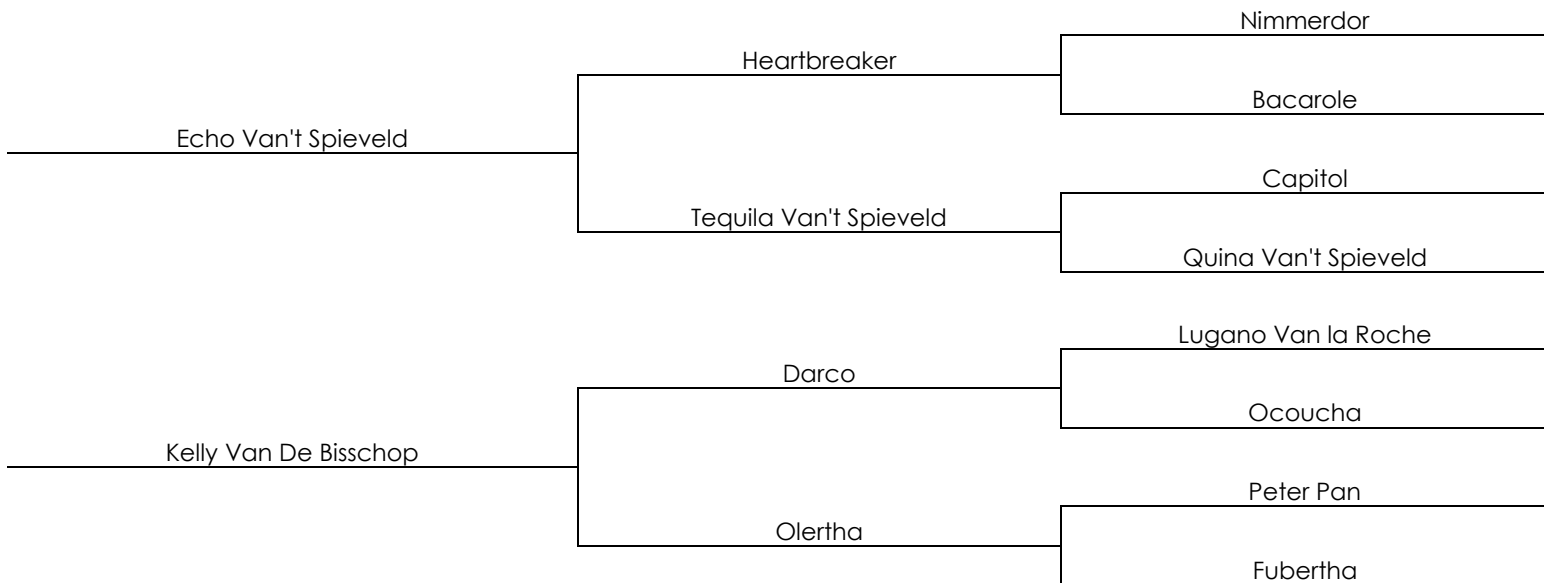 Nimmerdor
Heartbreaker
Bacarole
Echo Van't Spieveld
Capitol
Tequila Van't Spieveld
Quina Van't Spieveld
Lugano Van la Roche
Darco
Ocoucha
Kelly Van De Bisschop
Peter Pan
Olertha
Fubertha